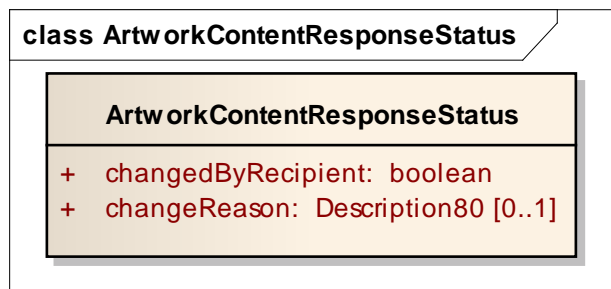 class ArtworkContentResponseStatus
ArtworkContentResponseStatus
+ changedByRecipient: boolean
+ changeReason: Description80 [0..1]